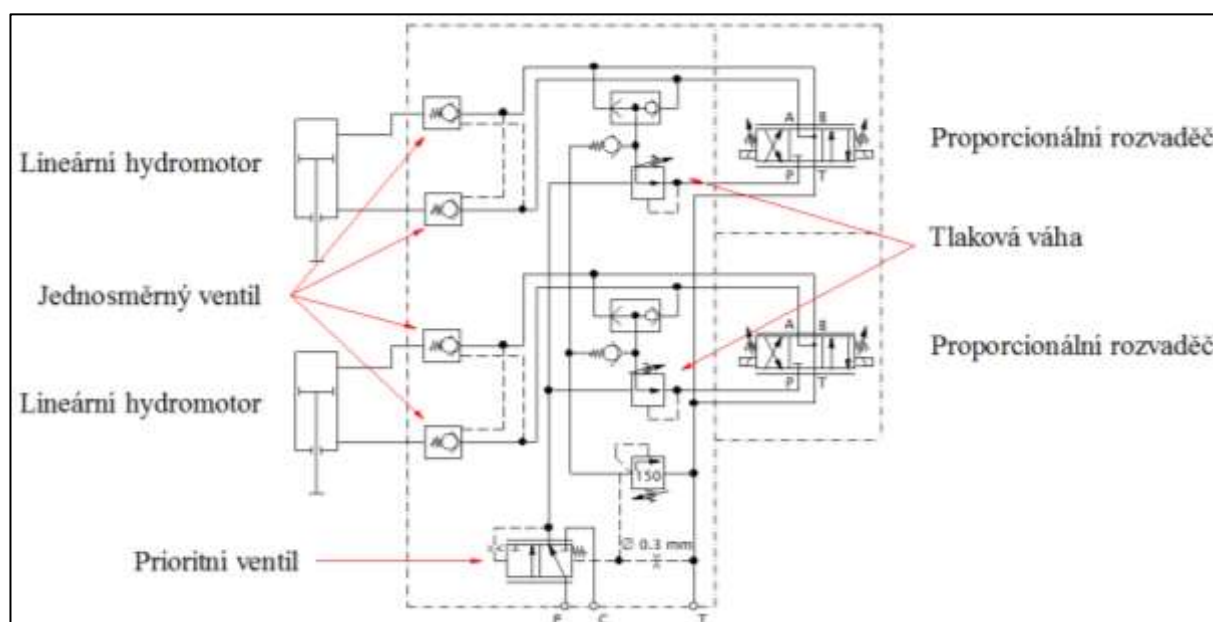 A B
Proporcionální rozvaděč
Lineární hydromotor
P T
Tlaková váha
Jednosměrný ventil
A B
Proporcionální rozvaděč
Lineární hydromotor
P T
150
Prioritní ventil
Ø 0.3 mm
P C T